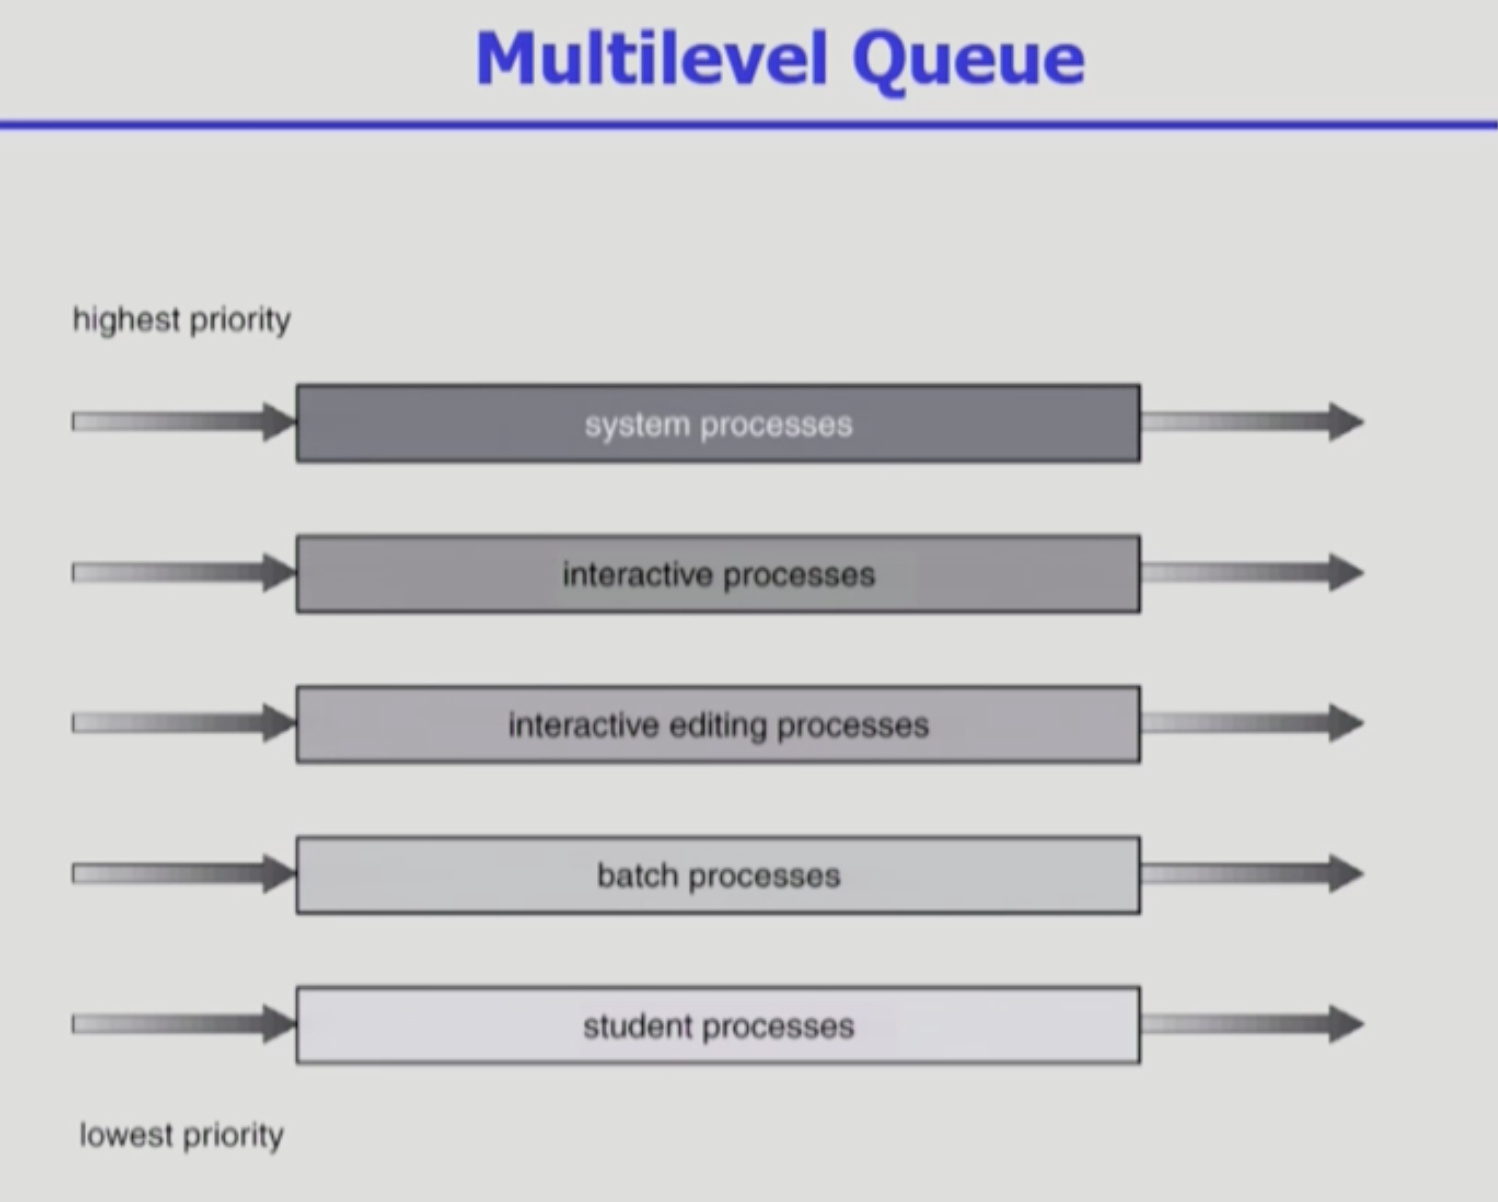 Multilevel Queue
highest priority
system processes
interactive processes
interactive editing processes
batch processes
student processes
lowest priority